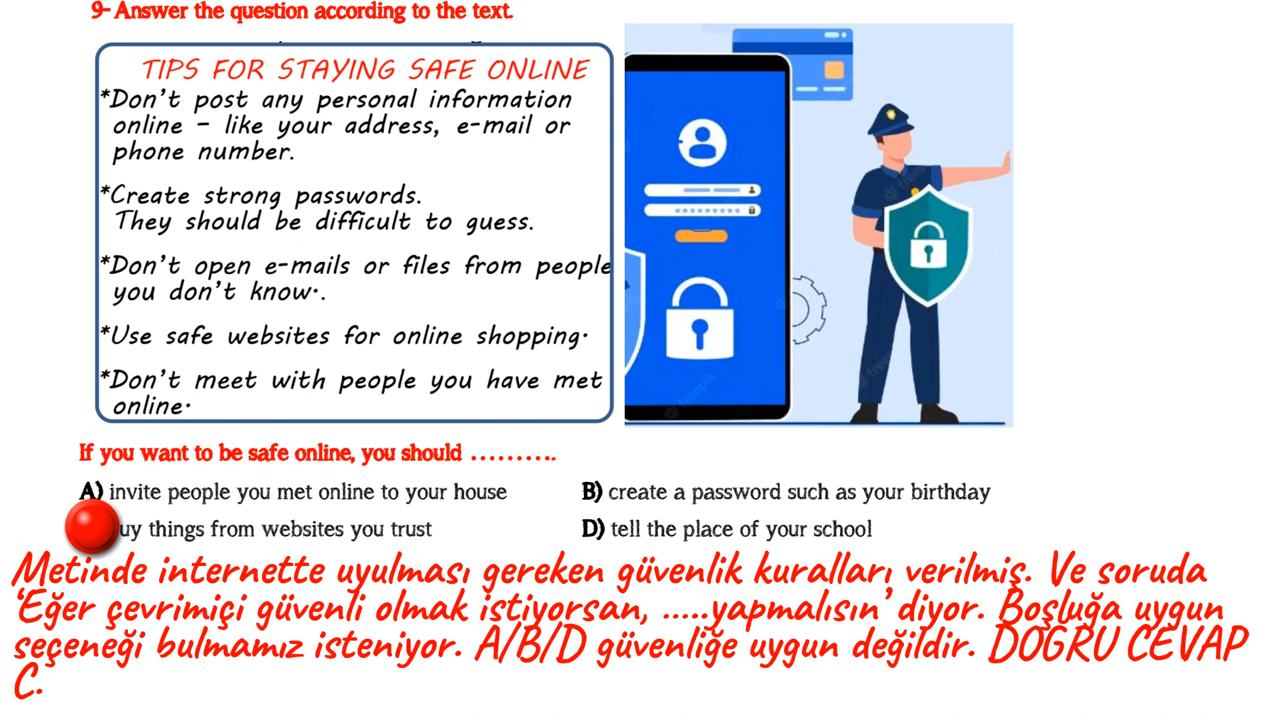 9- Answer the question according to the text.
TIPS FOR STAYING SAFE ONLINE
*Don't post any personal information
online – like your address, e-mail or
phone number.
*Create strong passwords.
They should be difficult to guess.
*Don't open e-mails or files from people
you don't know..
*Use safe websites for online shopping.
*Don't meet with people you have met
online.
If you want to be safe online, you should ……….
A) invite people you met online to your house
B) create a password such as your birthday
uy things from websites you trust
D) tell the place of your school
Metinde internette uyulması gereken güvenlik kuralları verilmiş. Ve soruda
'Eğer çevrimiçi güvenli olmak istiyorsan, .....yapmalısın' diyor. Boşluğa uygun
seçeneği bulmamız isteniyor. A/B/D güvenliğe uygun değildir. DOĞRU CEVAP
C.